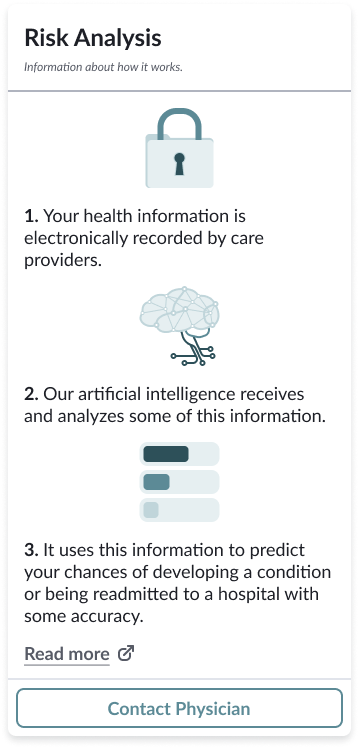 Risk Analysis
Information about how it works.
1. Your health information is
electronically recorded by care
providers.
2. Our artificial intelligence receives
and analyzes some of this information.
3. It uses this information to predict
your chances of developing a condition
or being readmitted to a hospital with
some accuracy.
Read more
Contact Physician